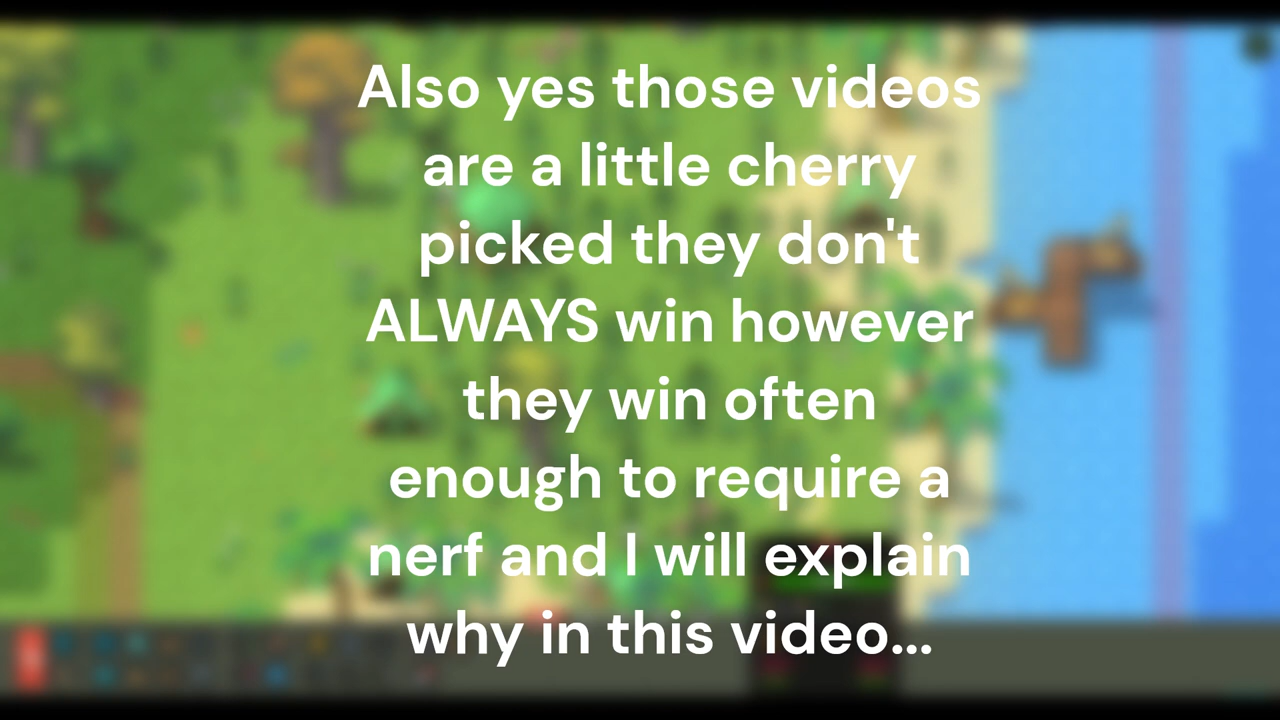 Also yes those videos
are a little cherry
picked they don't
ALWAYS win however
they win often
enough to require a
nerf and I will explain
why in this video...